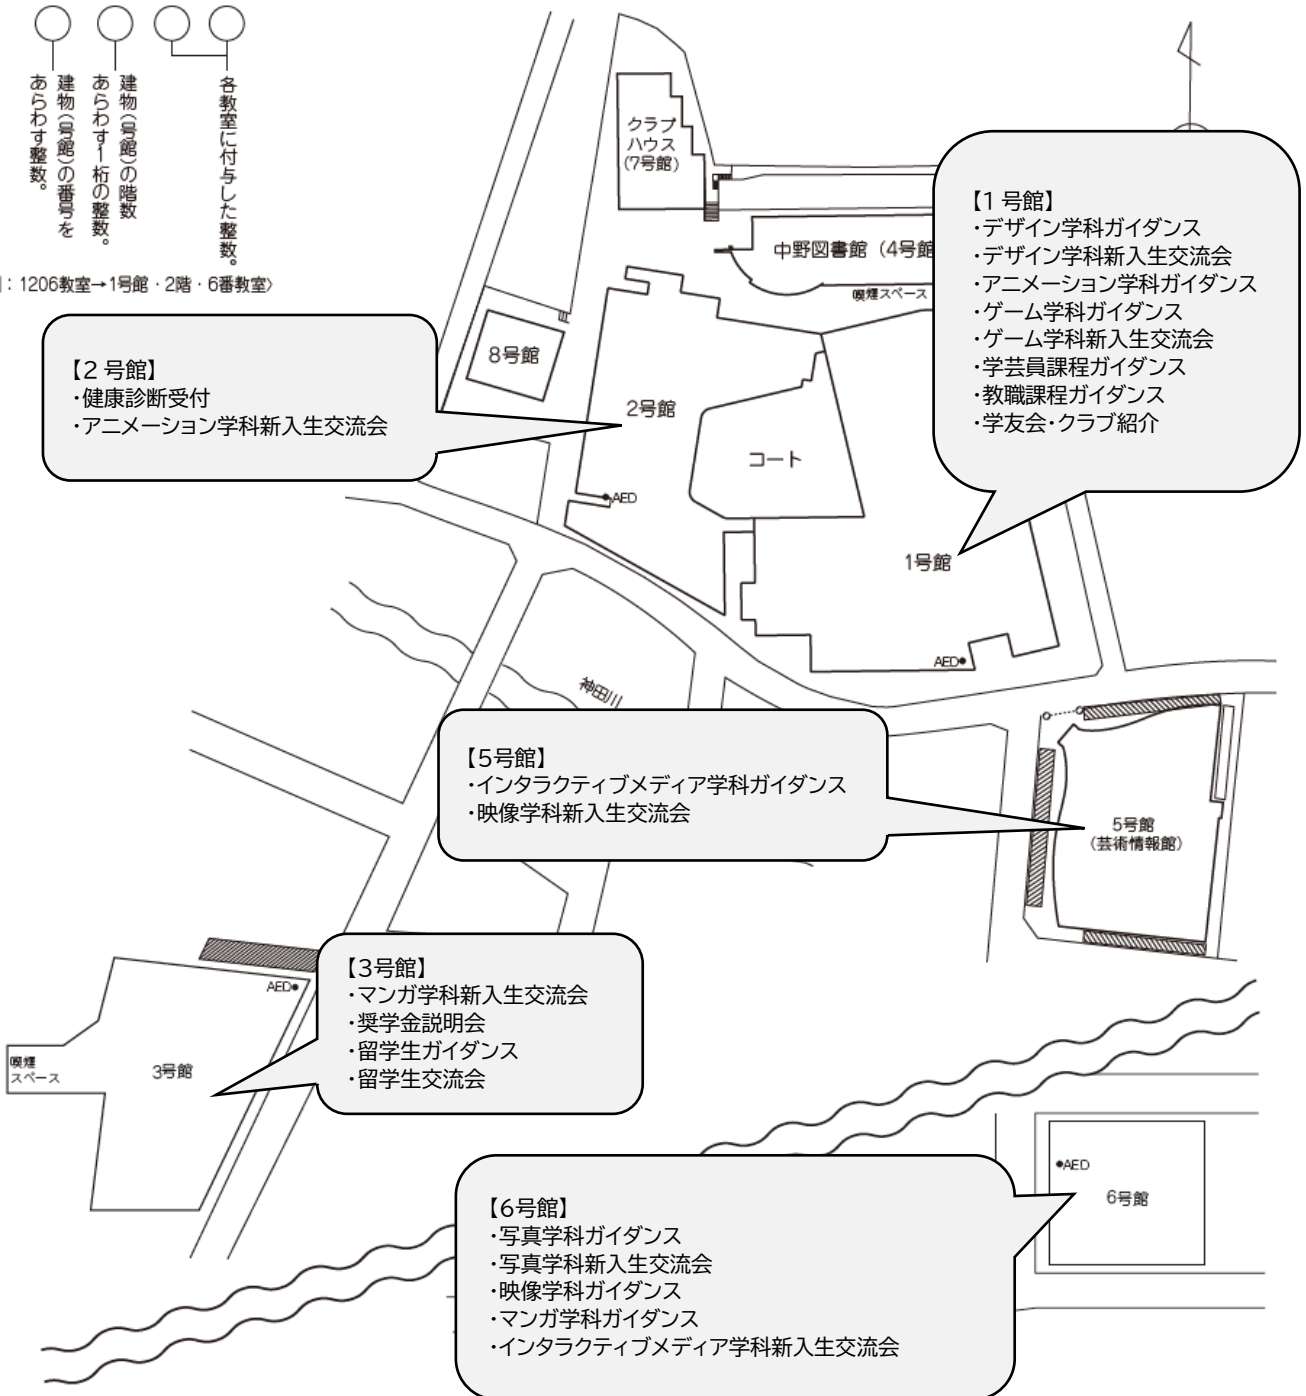 建物(号館)の番号を
あらわす整数。
建物(号館)の階数
あらわす1桁の整数。
各教室に付与した整数。
：1206教室→1号館・2階・6番教室〉
クラブ
ハウス
(7号館)
中野図書館（4号館
喫煙スペース
【1号館】
・デザイン学科ガイダンス
・デザイン学科新入生交流会
・アニメーション学科ガイダンス
・ゲーム学科ガイダンス
・ゲーム学科新入生交流会
・学芸員課程ガイダンス
・教職課程ガイダンス
・学友会・クラブ紹介
8号館
【2号館】
・健康診断受付
・アニメーション学科新入生交流会
2号館
コート
AED
1号館
AED
神田川
【5号館】
・インタラクティブメディア学科ガイダンス
・映像学科新入生交流会
5号館
(芸術情報館)
【3号館】
・マンガ学科新入生交流会
・奨学金説明会
・留学生ガイダンス
・留学生交流会
AED
喫煙
スペース
3号館
AED
6号館
【6号館】
・写真学科ガイダンス
・写真学科新入生交流会
・映像学科ガイダンス
・マンガ学科ガイダンス
・インタラクティブメディア学科新入生交流会